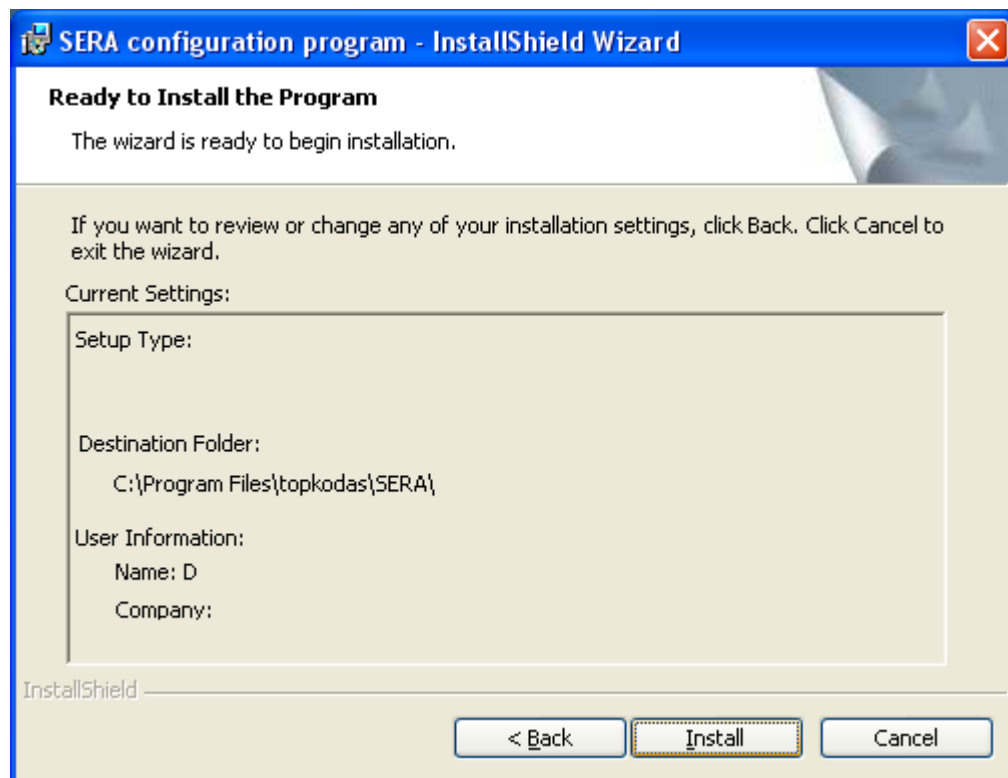 SERA configuration program - InstallShield Wizard
Ready to Install the Program
The wizard is ready to begin installation.
If you want to review or change any of your installation settings, click Back. Click Cancel to
exit the wizard.
Current Settings:
Setup Type:
Destination Folder:
C:\Program Files\topkodas\SERA\
User Information:
Name: D
Company:
InstallShield
< Back
Install
Cancel